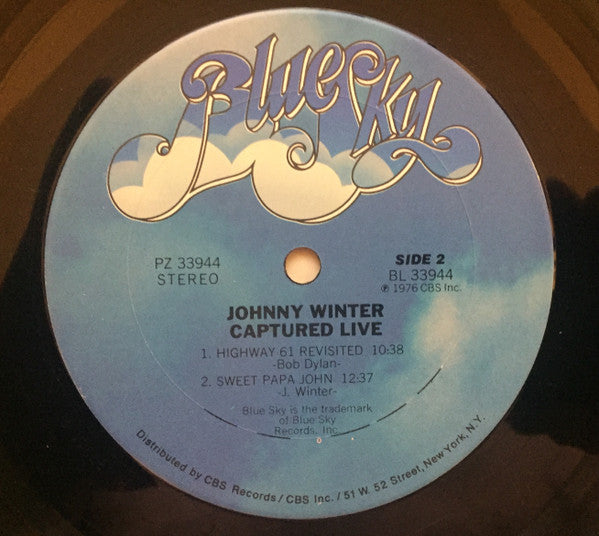 Blue Sky
PZ 33944
STEREO
SIDE 2
BL 33944
℗ 1976 CBS Inc.
JOHNNY WINTER
CAPTURED LIVE
1. HIGHWAY 61 REVISITED 10:38
-Bob Dylan-
2. SWEET PAPA JOHN 12:37
-J. Winter-
Blue Sky is the trademark
of Blue Sky
Records, Inc.
Distributed by CBS Records / CBS Inc. / 51 W. 52 Street, New York, N.Y.